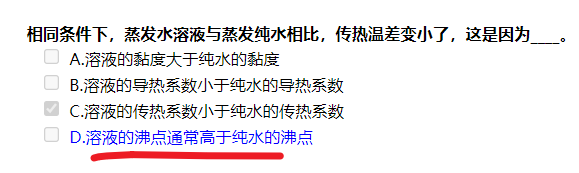 相同条件下，蒸发水溶液与蒸发纯水相比，传热温差变小了，这是因为____。
A.溶液的黏度大于纯水的黏度
B.溶液的导热系数小于纯水的导热系数
C.溶液的传热系数小于纯水的传热系数
D.溶液的沸点通常高于纯水的沸点